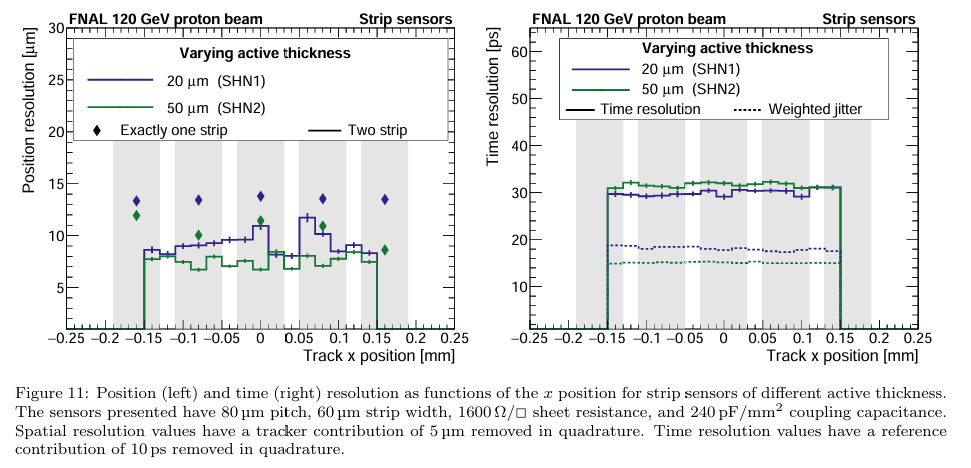 FNAL 120 GeV proton beam Strip sensors
Position resolution [μm]
30
25
20
15
10
5
Varying active thickness
20 μm (SHN1)
50 μm (SHN2)
Exactly one strip Two strip
−0.25 −0.2 −0.15 −0.1 −0.05 0 0.05 0.1 0.15 0.2 0.25
Track x position [mm]
FNAL 120 GeV proton beam Strip sensors
Time resolution [ps]
60
50
40
30
20
10
Varying active thickness
20 μm (SHN1)
50 μm (SHN2)
Time resolution Weighted jitter
−0.25 −0.2 −0.15 −0.1 −0.05 0 0.05 0.1 0.15 0.2 0.25
Track x position [mm]
Figure 11: Position (left) and time (right) resolution as functions of the x position for strip sensors of different active thickness.
The sensors presented have 80 μm pitch, 60 μm strip width, 1600 Ω/□ sheet resistance, and 240 pF/mm² coupling capacitance.
Spatial resolution values have a tracker contribution of 5 μm removed in quadrature. Time resolution values have a reference
contribution of 10 ps removed in quadrature.